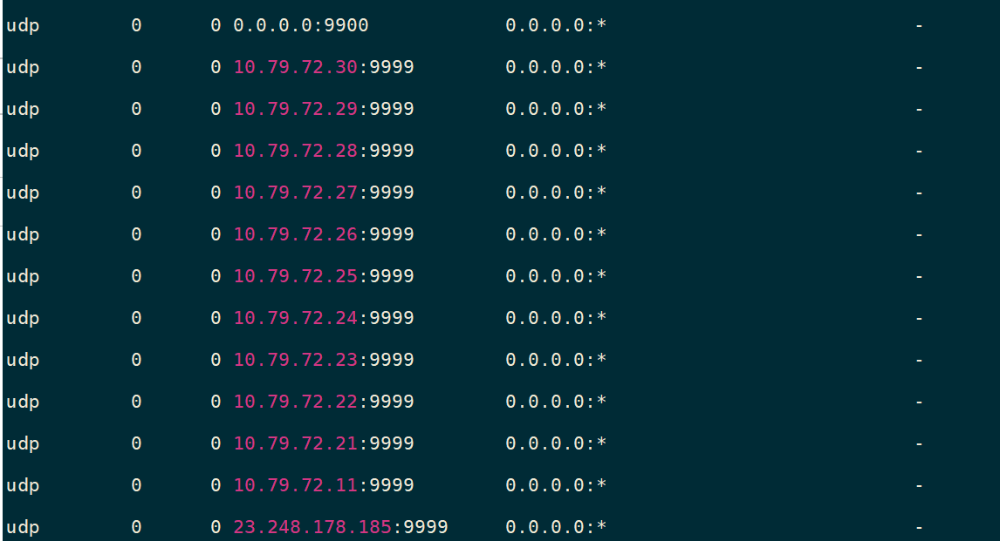 udp 0 0 0.0.0.0:9900 0.0.0.0:* -
udp 0 0 10.79.72.30:9999 0.0.0.0:* -
udp 0 0 10.79.72.29:9999 0.0.0.0:* -
udp 0 0 10.79.72.28:9999 0.0.0.0:* -
udp 0 0 10.79.72.27:9999 0.0.0.0:* -
udp 0 0 10.79.72.26:9999 0.0.0.0:* -
udp 0 0 10.79.72.25:9999 0.0.0.0:* -
udp 0 0 10.79.72.24:9999 0.0.0.0:* -
udp 0 0 10.79.72.23:9999 0.0.0.0:* -
udp 0 0 10.79.72.22:9999 0.0.0.0:* -
udp 0 0 10.79.72.21:9999 0.0.0.0:* -
udp 0 0 10.79.72.11:9999 0.0.0.0:* -
udp 0 0 23.248.178.185:9999 0.0.0.0:* -